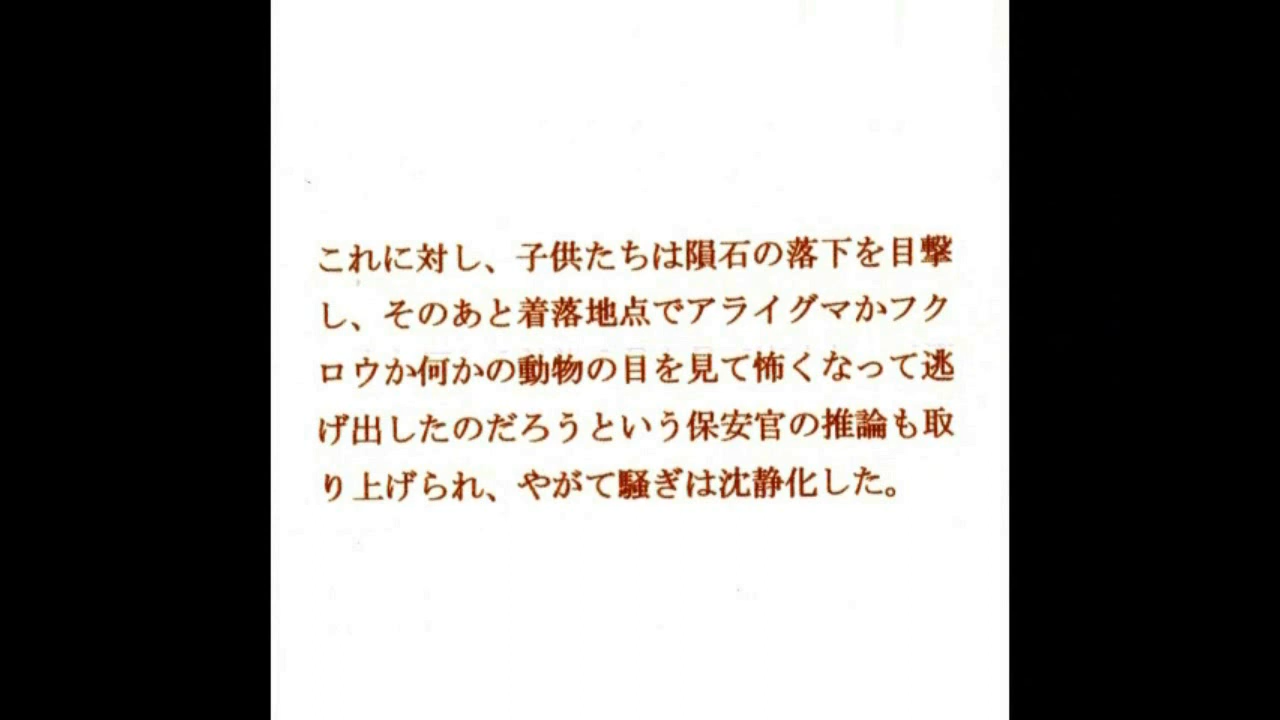 これに対し、子供たちは隕石の落下を目撃
し、そのあと着落地点でアライグマかフク
ロウか何かの動物の目を見て怖くなって逃
げ出したのだろうという保安官の推論も取
り上げられ、やがて騒ぎは沈静化した。